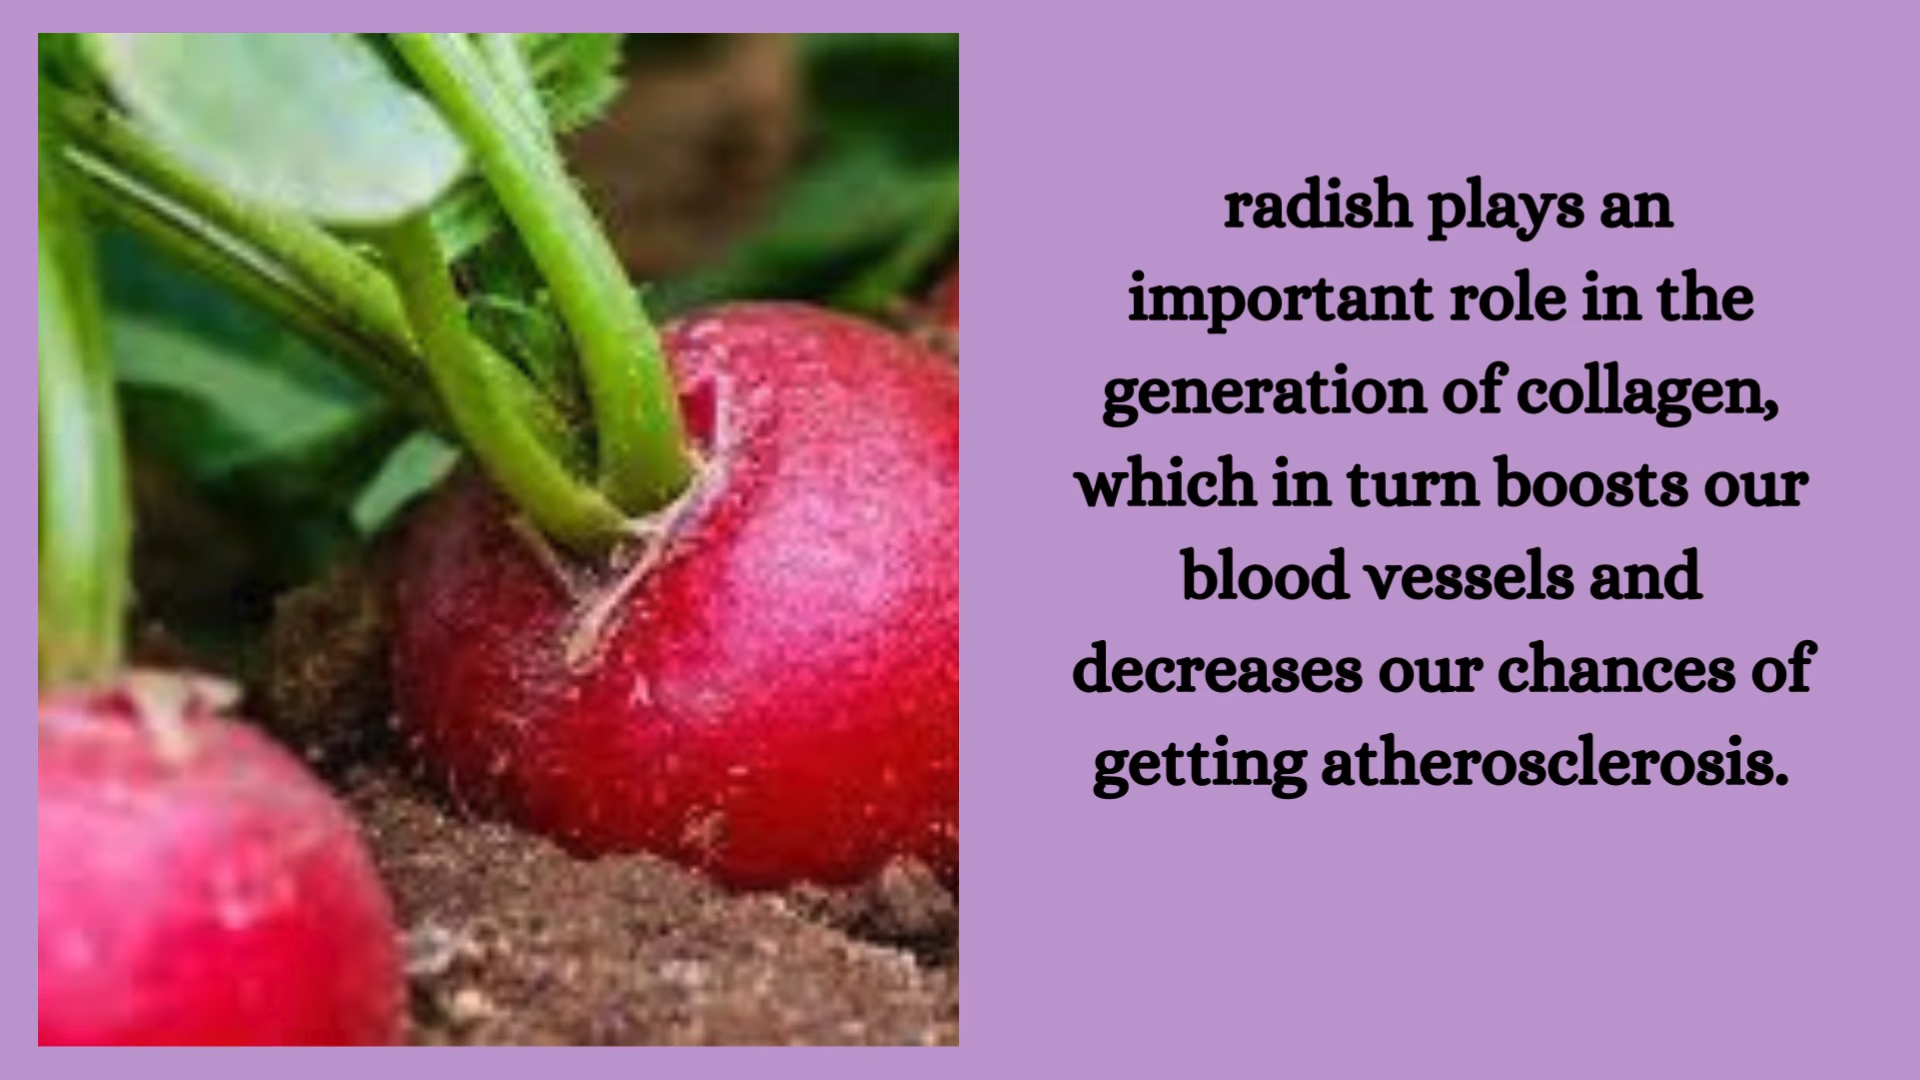 radish plays an
important role in the
generation of collagen,
which in turn boosts our
blood vessels and
decreases our chances of
getting atherosclerosis.